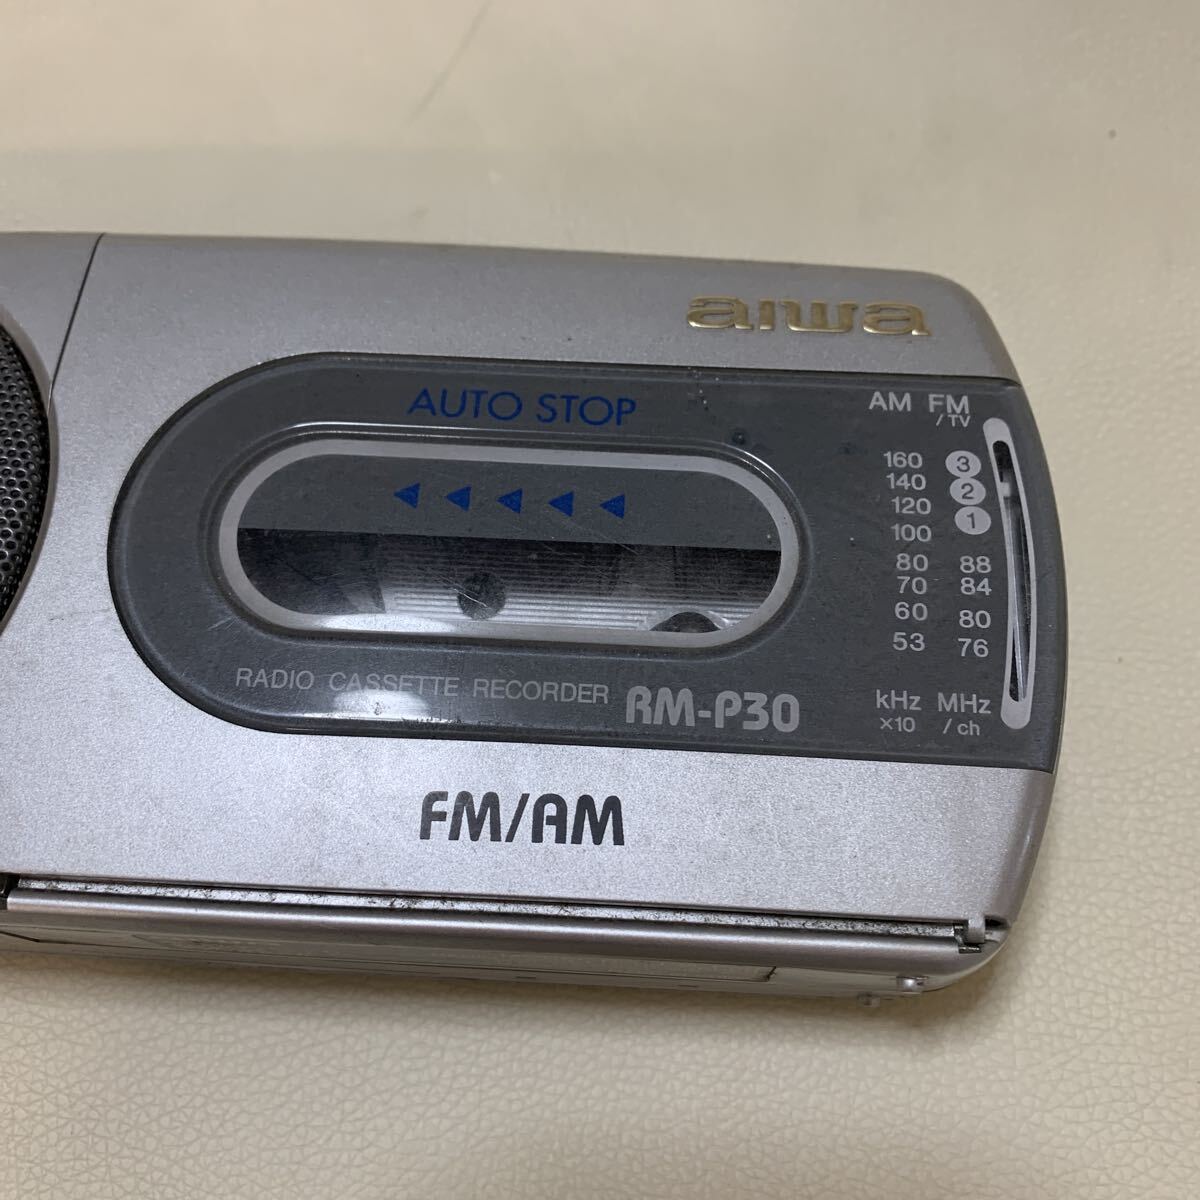 aiwa
AUTO STOP
AM FM
/TV
160 3
140 2
120 1
100
80 88
70 84
60 80
53 76
kHz MHz
×10 /ch
RADIO CASSETTE RECORDER RM-P30
FM/AM